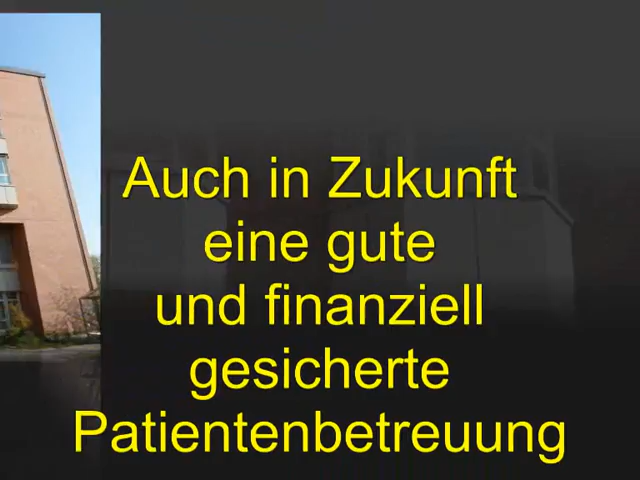 Auch in Zukunft
eine gute
und finanziell
gesicherte
Patientenbetreuung